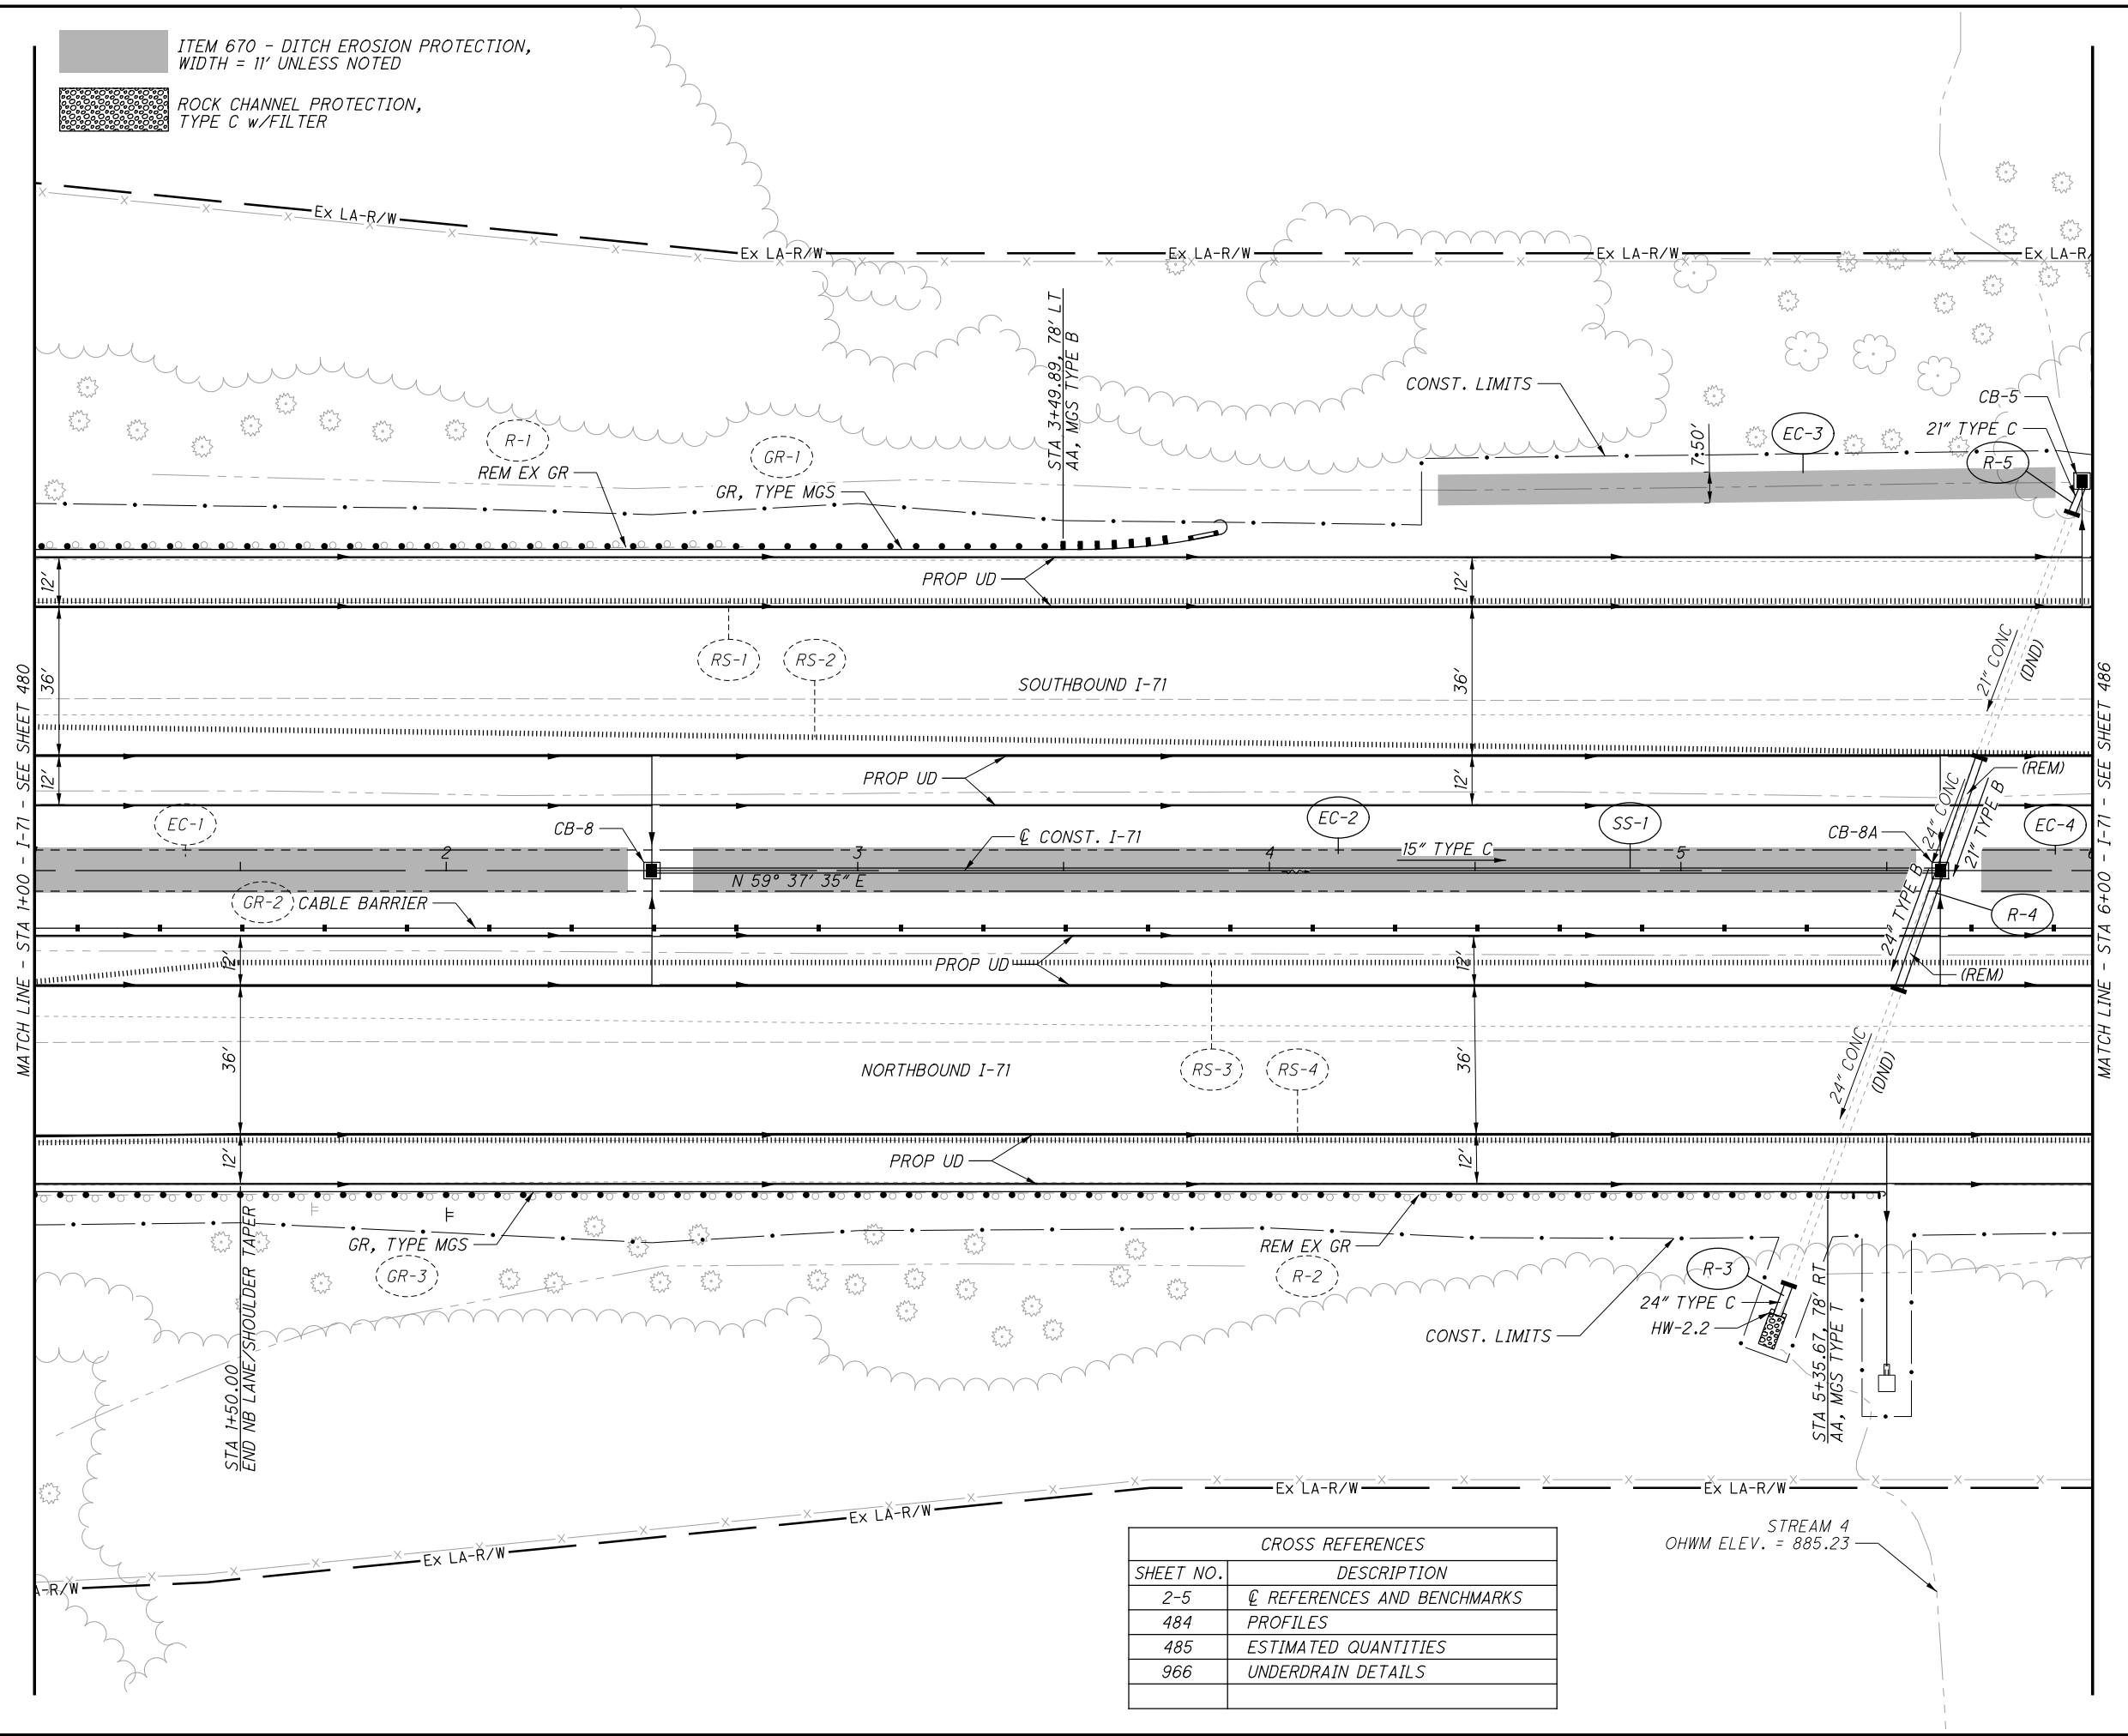 ITEM 670 - DITCH EROSION PROTECTION,
WIDTH = 11' UNLESS NOTED
ROCK CHANNEL PROTECTION,
TYPE C w/FILTER
Ex LA-R/W
Ex LA-R/W
Ex LA-R/W
Ex LA-R/W
Ex LA-R/
STA 3+49.89, 78' LT
AA, MGS TYPE B
CONST. LIMITS
CB-5
21" TYPE C
EC-3
7.50'
R-5
R-1
GR-1
REM EX GR
GR, TYPE MGS
12'
PROP UD
12'
RS-1
RS-2
36'
SOUTHBOUND I-71
36'
21" CONC
(DND)
MATCH LINE - STA 1+00 - I-71 - SEE SHEET 480
MATCH LINE - STA 6+00 - I-71 - SEE SHEET 486
12'
PROP UD
12'
(REM)
24" CONC
21" TYPE B
EC-1
CB-8
℄ CONST. I-71
EC-2
SS-1
CB-8A
EC-4
2
3
4
15" TYPE C
5
6
N 59° 37' 35" E
GR-2
CABLE BARRIER
24" TYPE B
R-4
12'
PROP UD
12'
(REM)
36'
NORTHBOUND I-71
RS-3
RS-4
36'
24" CONC
(DND)
12'
PROP UD
12'
STA 1+50.00
END NB LANE/SHOULDER TAPER
GR, TYPE MGS
GR-3
REM EX GR
R-2
R-3
24" TYPE C
HW-2.2
CONST. LIMITS
STA 5+35.67, 78' RT
AA, MGS TYPE T
Ex LA-R/W
Ex LA-R/W
Ex LA-R/W
Ex LA-R/W
A-R/W
STREAM 4
OHWM ELEV. = 885.23
CROSS REFERENCES
SHEET NO. DESCRIPTION
2-5 ℄ REFERENCES AND BENCHMARKS
484 PROFILES
485 ESTIMATED QUANTITIES
966 UNDERDRAIN DETAILS